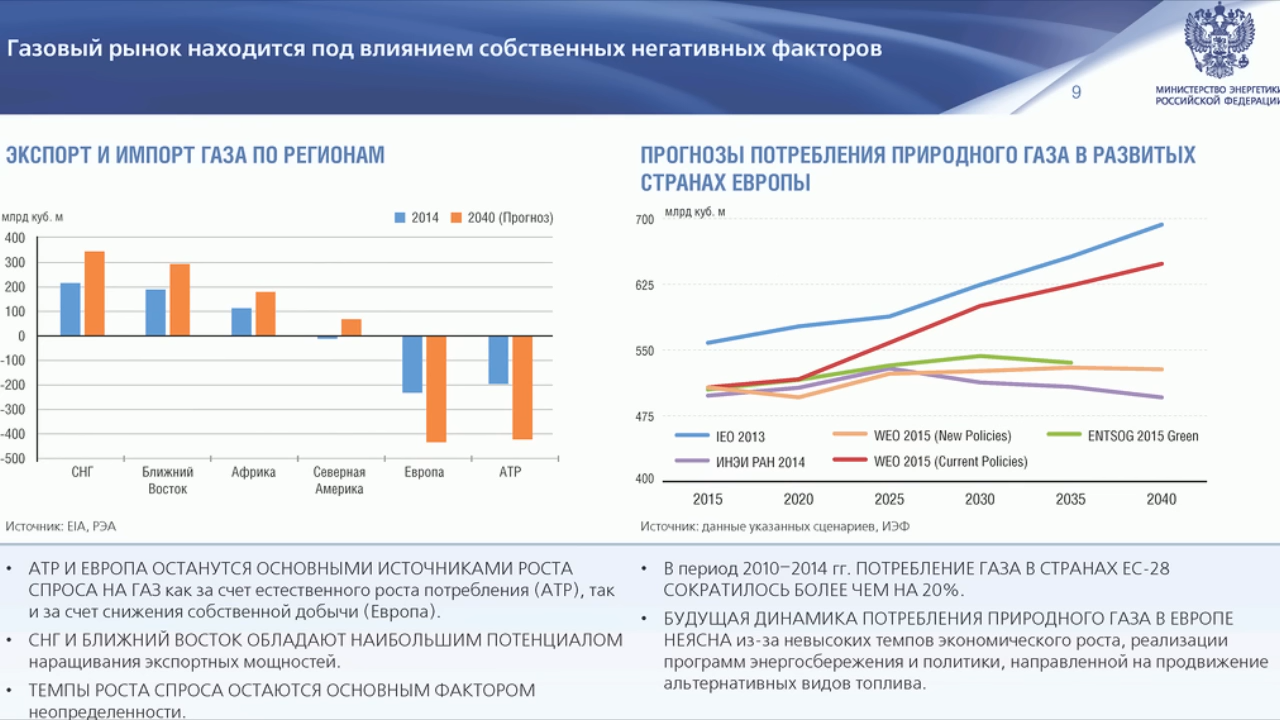 Газовый рынок находится под влиянием собственных негативных факторов
9
МИНИСТЕРСТВО ЭНЕРГЕТИКИ
РОССИЙСКОЙ ФЕДЕРАЦИИ
ЭКСПОРТ И ИМПОРТ ГАЗА ПО РЕГИОНАМ
млрд куб. м
2014
2040 (Прогноз)
400
300
200
100
0
-100
-200
-300
-400
-500
СНГ
Ближний
Восток
Африка
Северная
Америка
Европа
АТР
Источник: EIA, РЭА
ПРОГНОЗЫ ПОТРЕБЛЕНИЯ ПРИРОДНОГО ГАЗА В РАЗВИТЫХ
СТРАНАХ ЕВРОПЫ
млрд куб. м
700
625
550
475
400
IEO 2013
WEO 2015 (New Policies)
ENTSOG 2015 Green
ИНЭИ РАН 2014
WEO 2015 (Current Policies)
2015
2020
2025
2030
2035
2040
Источник: данные указанных сценариев, ИЭФ
• АТР И ЕВРОПА ОСТАНУТСЯ ОСНОВНЫМИ ИСТОЧНИКАМИ РОСТА
СПРОСА НА ГАЗ как за счет естественного роста потребления (АТР), так
и за счет снижения собственной добычи (Европа).
• СНГ И БЛИЖНИЙ ВОСТОК ОБЛАДАЮТ НАИБОЛЬШИМ ПОТЕНЦИАЛОМ
наращивания экспортных мощностей.
• ТЕМПЫ РОСТА СПРОСА ОСТАЮТСЯ ОСНОВНЫМ ФАКТОРОМ
неопределенности.
• В период 2010–2014 гг. ПОТРЕБЛЕНИЕ ГАЗА В СТРАНАХ ЕС-28
СОКРАТИЛОСЬ БОЛЕЕ ЧЕМ НА 20%.
• БУДУЩАЯ ДИНАМИКА ПОТРЕБЛЕНИЯ ПРИРОДНОГО ГАЗА В ЕВРОПЕ
НЕЯСНА из-за невысоких темпов экономического роста, реализации
программ энергосбережения и политики, направленной на продвижение
альтернативных видов топлива.